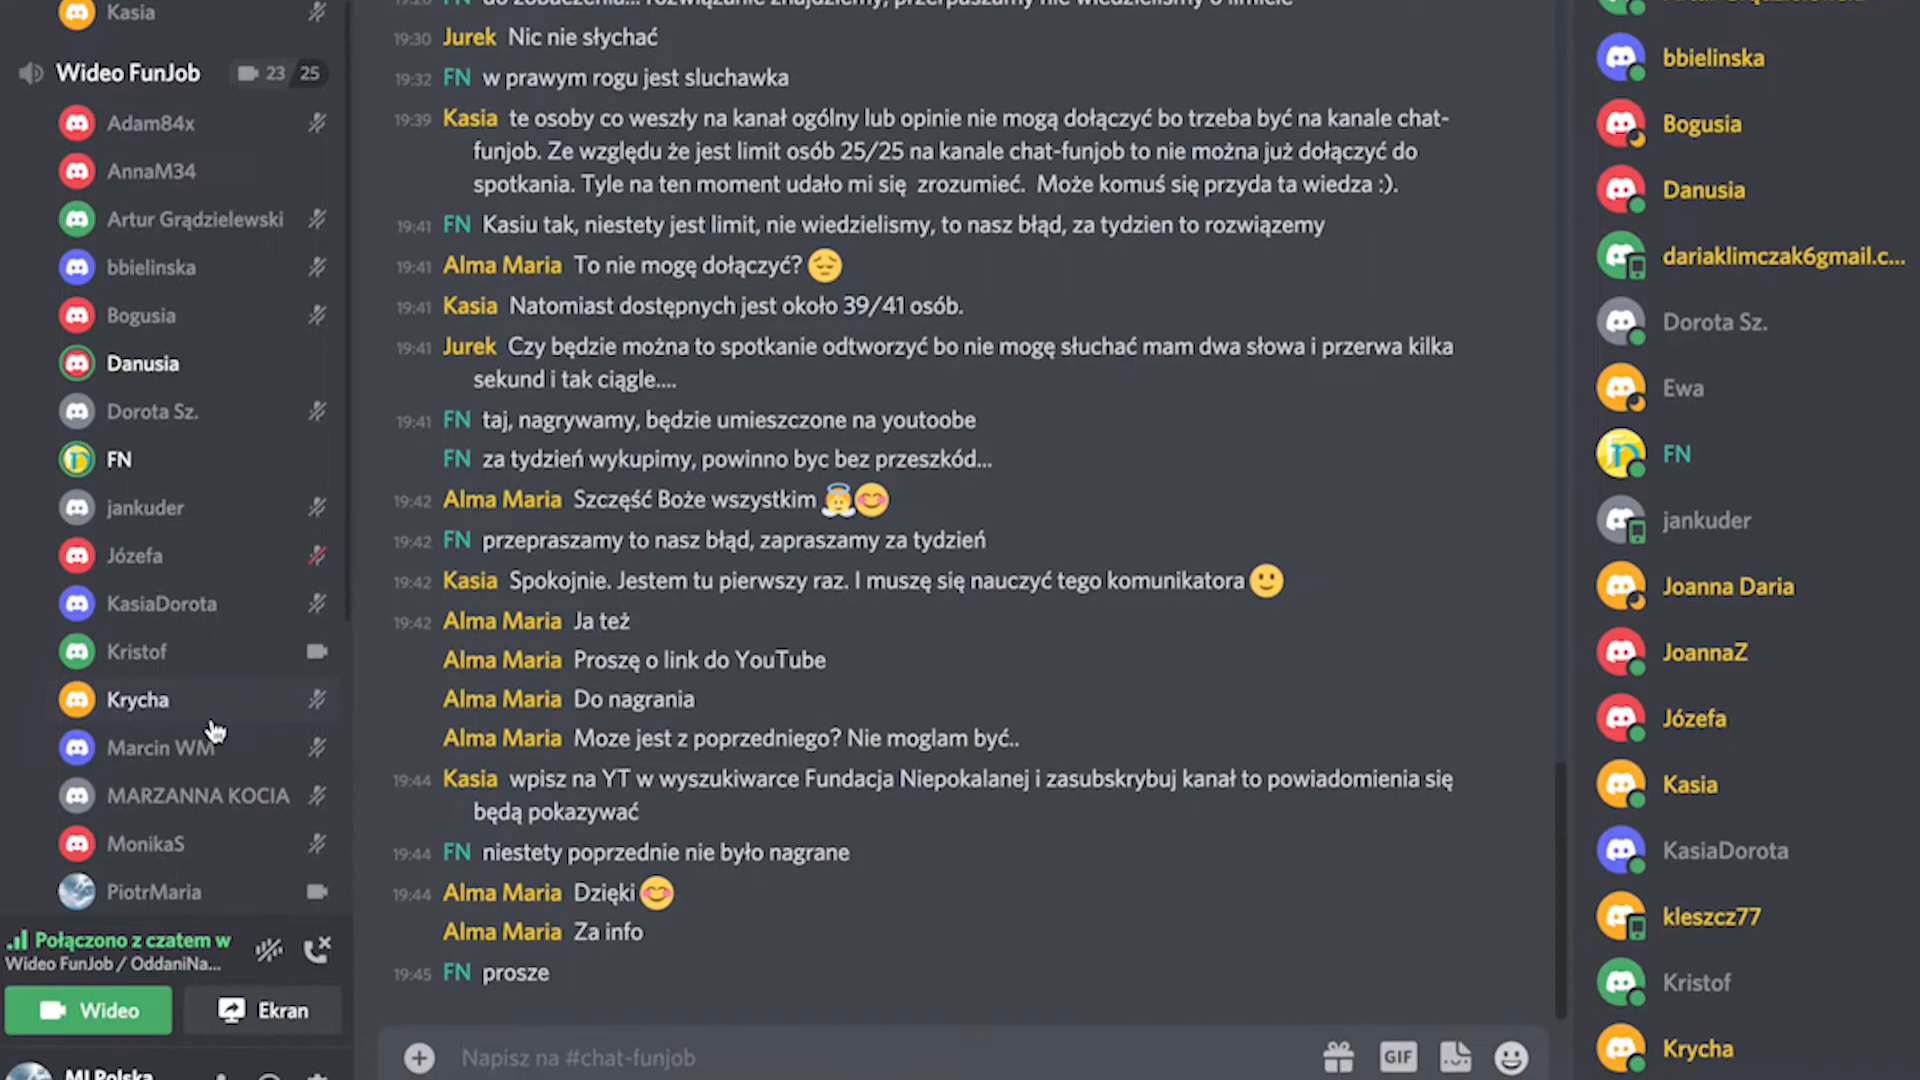 Kasia
Wideo FunJob 23 25
Adam84x
AnnaM34
Artur Grądzielewski
bbielinska
Bogusia
Danusia
Dorota Sz.
FN
jankuder
Józefa
KasiaDorota
Kristof
Krycha
Marcin WM
MARZANNA KOCIA
MonikaS
PiotrMaria
Połączono z czatem w
Wideo FunJob / OddaniNa...
Wideo
Ekran
MI Polska
19:30 Jurek Nic nie słychać
19:32 FN w prawym rogu jest sluchawka
19:39 Kasia te osoby co weszły na kanał ogólny lub opinie nie mogą dołączyć bo trzeba być na kanale chat-
funjob. Ze względu że jest limit osób 25/25 na kanale chat-funjob to nie można już dołączyć do
spotkania. Tyle na ten moment udało mi się zrozumieć. Może komuś się przyda ta wiedza :).
19:41 FN Kasiu tak, niestety jest limit, nie wiedzielismy, to nasz błąd, za tydzien to rozwiązemy
19:41 Alma Maria To nie mogę dołączyć? 😔
19:41 Kasia Natomiast dostępnych jest około 39/41 osób.
19:41 Jurek Czy będzie można to spotkanie odtworzyć bo nie mogę słuchać mam dwa słowa i przerwa kilka
sekund i tak ciągle....
19:41 FN taj, nagrywamy, będzie umieszczone na youtoobe
FN za tydzień wykupimy, powinno byc bez przeszkód...
19:42 Alma Maria Szczęść Boże wszystkim 👼😊
19:42 FN przepraszamy to nasz błąd, zapraszamy za tydzień
19:42 Kasia Spokojnie. Jestem tu pierwszy raz. I muszę się nauczyć tego komunikatora 🙂
19:42 Alma Maria Ja też
Alma Maria Proszę o link do YouTube
Alma Maria Do nagrania
Alma Maria Moze jest z poprzedniego? Nie moglam być..
19:44 Kasia wpisz na YT w wyszukiwarce Fundacja Niepokalanej i zasubskrybuj kanał to powiadomienia się
będą pokazywać
19:44 FN niestety poprzednie nie było nagrane
19:44 Alma Maria Dzięki 😊
Alma Maria Za info
19:45 FN prosze
Napisz na #chat-funjob
GIF
bbielinska
Bogusia
Danusia
dariaklimczak6gmail.c...
Dorota Sz.
Ewa
FN
jankuder
Joanna Daria
JoannaZ
Józefa
Kasia
KasiaDorota
kleszcz77
Kristof
Krycha